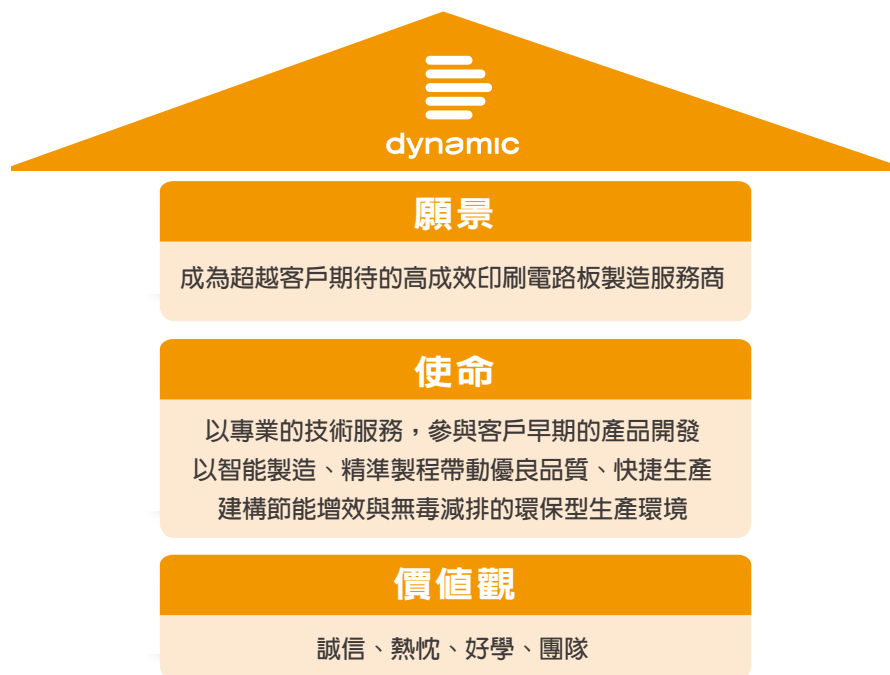 dynamic
願景
成為超越客戶期待的高成效印刷電路板製造服務商
使命
以專業的技術服務，參與客戶早期的產品開發
以智能製造、精準製程帶動優良品質、快捷生產
建構節能增效與無毒減排的環保型生產環境
價值觀
誠信、熱忱、好學、團隊